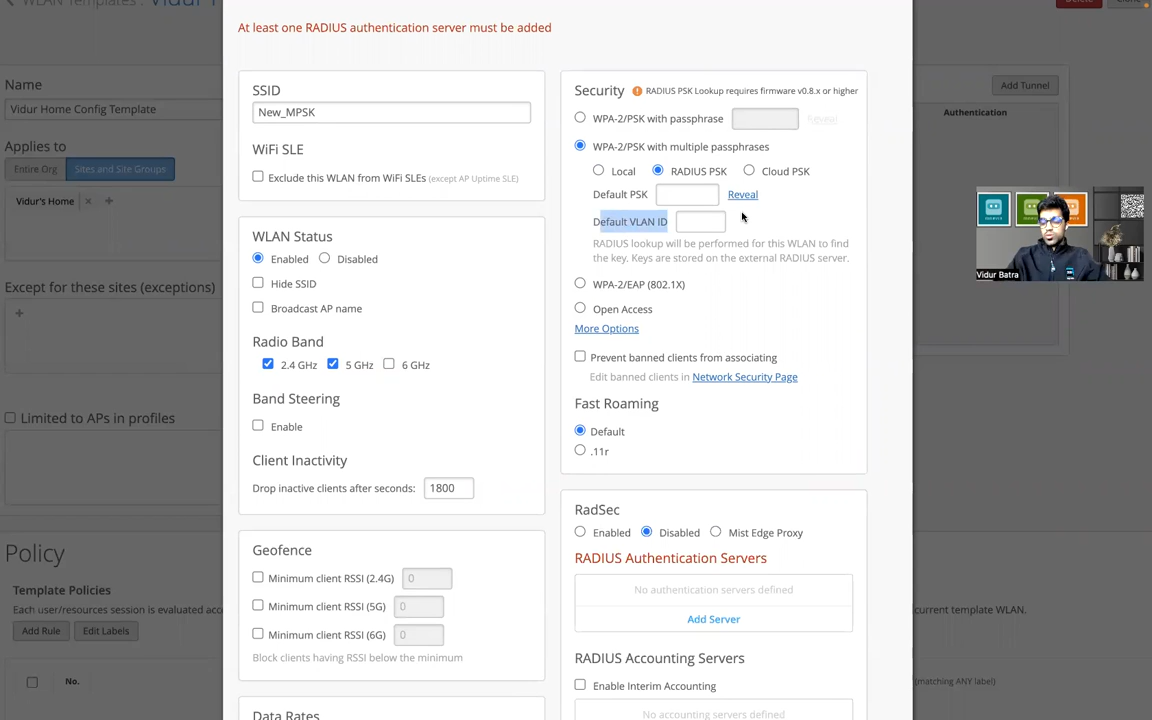 WLAN Templates :
Delete
At least one RADIUS authentication server must be added
Name
Vidur Home Config Template
Applies to
Entire Org
Sites and Site Groups
Vidur's Home × +
Except for these sites (exceptions)
+
Limited to APs in profiles
Policy
Template Policies
Each user/resources session is evaluated acc
Add Rule
Edit Labels
No.
SSID
New_MPSK
WiFi SLE
Exclude this WLAN from WiFi SLEs (except AP Uptime SLE)
WLAN Status
Enabled
Disabled
Hide SSID
Broadcast AP name
Radio Band
2.4 GHz
5 GHz
6 GHz
Band Steering
Enable
Client Inactivity
Drop inactive clients after seconds: 1800
Geofence
Minimum client RSSI (2.4G) 0
Minimum client RSSI (5G) 0
Minimum client RSSI (6G) 0
Block clients having RSSI below the minimum
Data Rates
Security RADIUS PSK Lookup requires firmware v0.8.x or higher
WPA-2/PSK with passphrase Reveal
WPA-2/PSK with multiple passphrases
Local
RADIUS PSK
Cloud PSK
Default PSK Reveal
Default VLAN ID
RADIUS lookup will be performed for this WLAN to find
the key. Keys are stored on the external RADIUS server.
WPA-2/EAP (802.1X)
Open Access
More Options
Prevent banned clients from associating
Edit banned clients in Network Security Page
Fast Roaming
Default
.11r
RadSec
Enabled
Disabled
Mist Edge Proxy
RADIUS Authentication Servers
No authentication servers defined
Add Server
RADIUS Accounting Servers
Enable Interim Accounting
No accounting servers defined
Add Tunnel
Authentication
Vidur Batra
current template WLAN.
(matching ANY label)